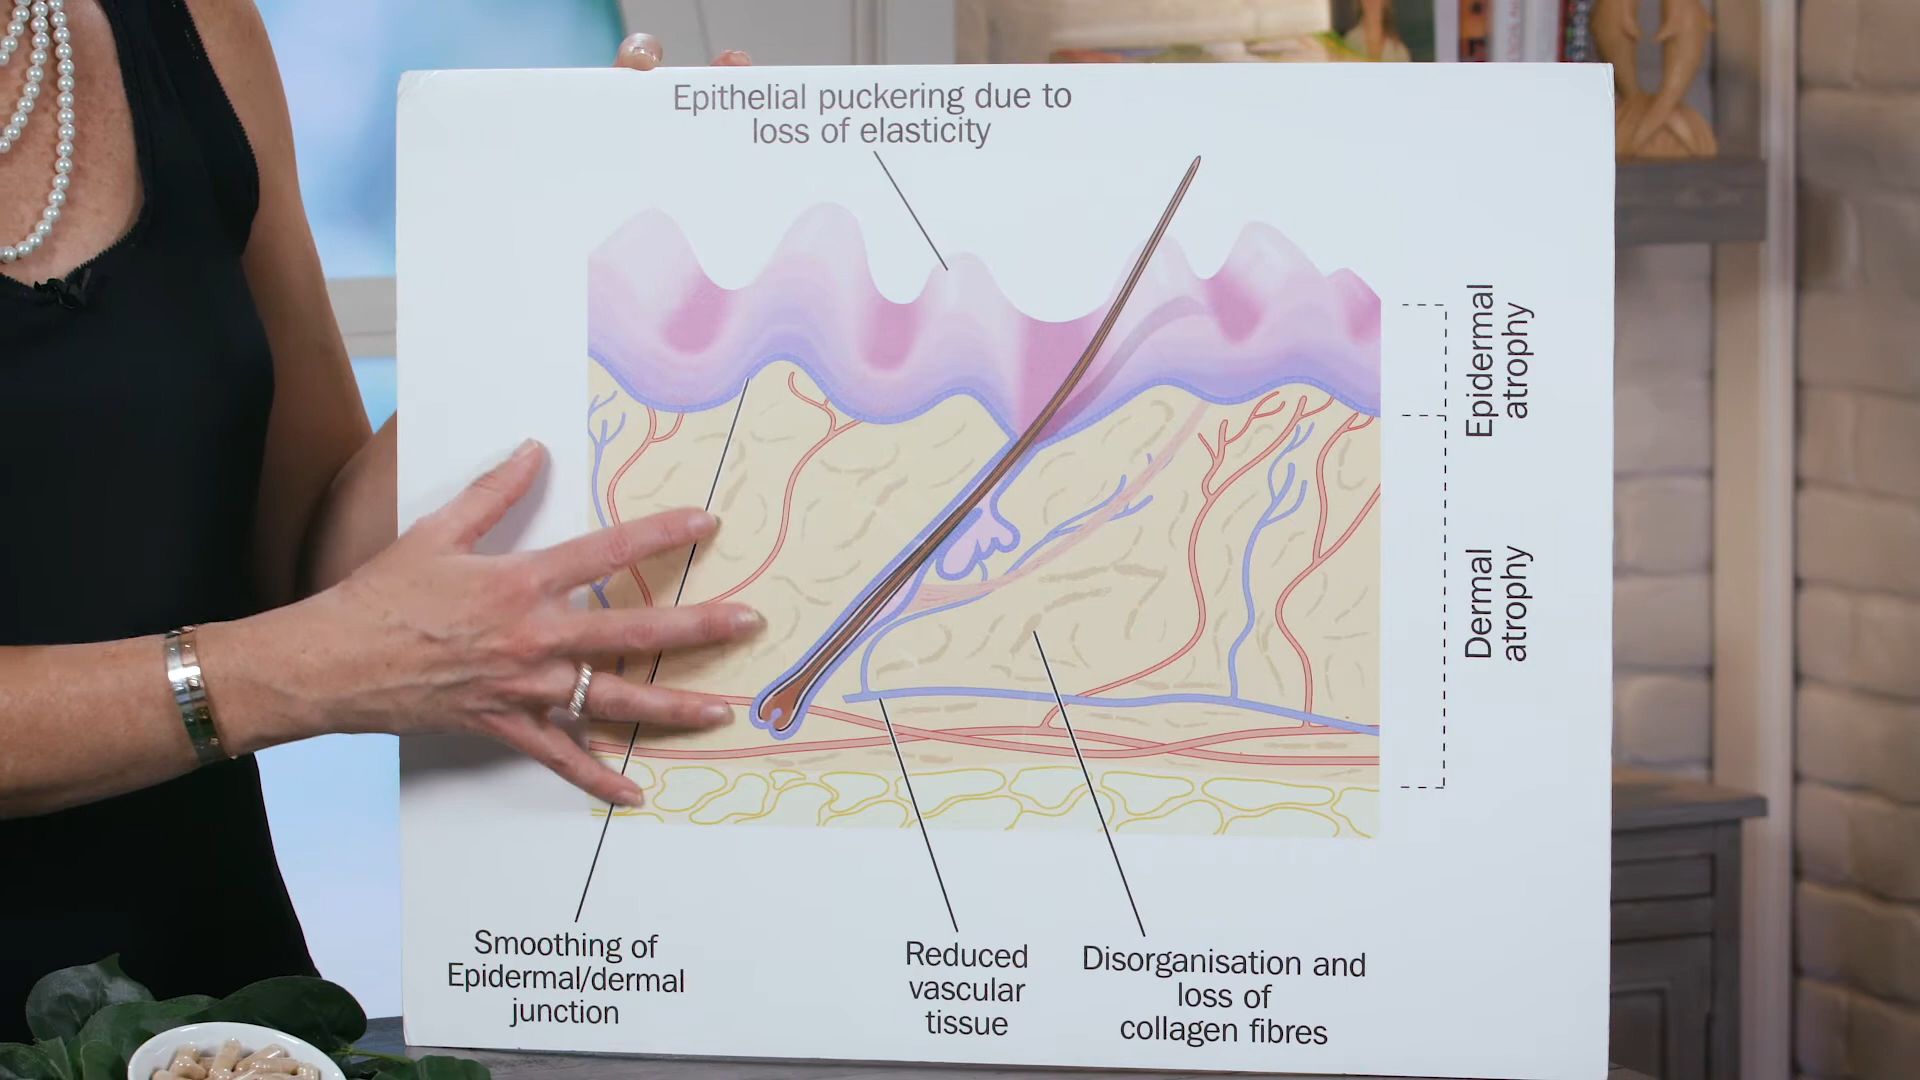 Epithelial puckering due to
loss of elasticity
Epidermal
atrophy
Dermal
atrophy
Smoothing of
Epidermal/dermal
junction
Reduced
vascular
tissue
Disorganisation and
loss of
collagen fibres